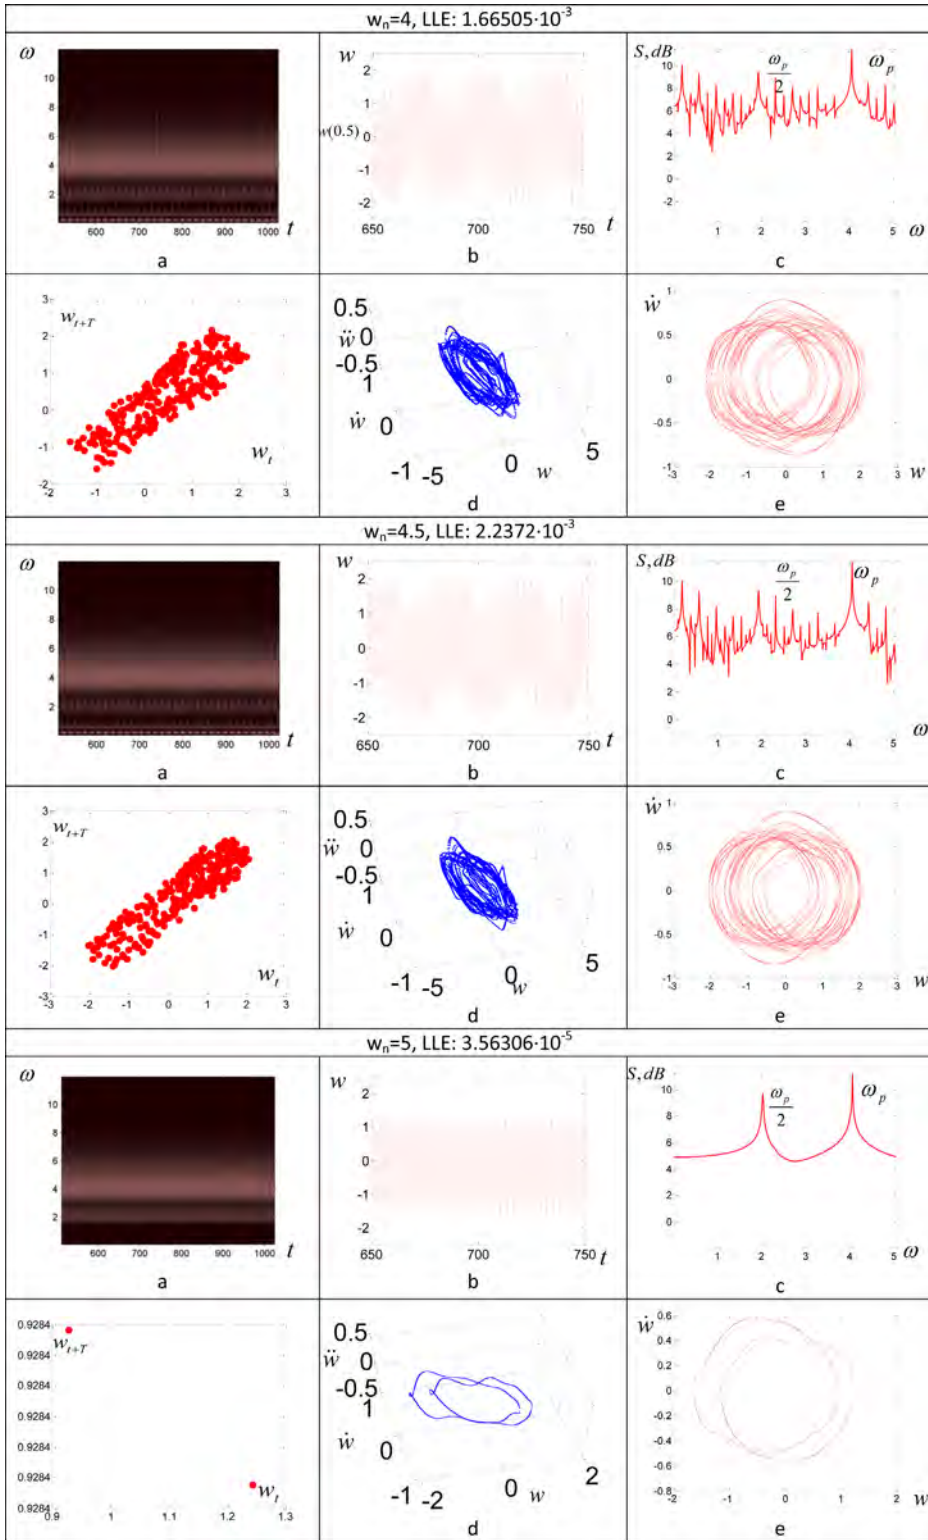 wₙ=4, LLE: 1.66505·10⁻³
ω
10
8
6
4
2
600 700 800 900 1000 t
a
w
2
1
w(0.5) 0
-1
-2
650 700 750 t
b
S,dB
10
8
6
4
2
0
-2
ωₚ/2
ωₚ
1 2 3 4 5
ω
c
3
2
1
0
-1
-2
wₜ₊T
wₜ
-2 -1 0 1 2 3
0.5
ẅ 0
-0.5
1
ẇ 0
-1 -5 0 w 5
d
ẇ
1
0.5
0
-0.5
-1
-3 -2 -1 0 1 2 3
w
e
wₙ=4.5, LLE: 2.2372·10⁻³
ω
10
8
6
4
2
600 700 800 900 1000 t
a
w
2
1
0
-1
-2
650 700 750 t
b
S,dB
10
8
6
4
2
0
ωₚ/2
ωₚ
1 2 3 4 5
ω
c
3
2
1
0
-1
-2
-3
wₜ₊T
wₜ
-3 -2 -1 0 1 2 3
0.5
ẅ 0
-0.5
1
ẇ 0
-1 -5 0 w 5
d
ẇ
1
0.5
0
-0.5
-1
-3 -2 -1 0 1 2 3
w
e
wₙ=5, LLE: 3.56306·10⁻⁵
ω
10
8
6
4
2
600 700 800 900 1000 t
a
w
2
1
0
-1
-2
650 700 750 t
b
S,dB
10
8
6
4
2
0
ωₚ/2
ωₚ
1 2 3 4 5 ω
c
0.9284
0.9284
0.9284
0.9284
0.9284
0.9284
0.9284
wₜ₊T
wₜ
0.9 1 1.1 1.2 1.3
0.5
ẅ 0
-0.5
1
ẇ 0
-1 -2 0 w 2
d
ẇ
0.6
0.4
0.2
0
-0.2
-0.4
-0.6
-0.8
-2 -1 0 1 2
w
e